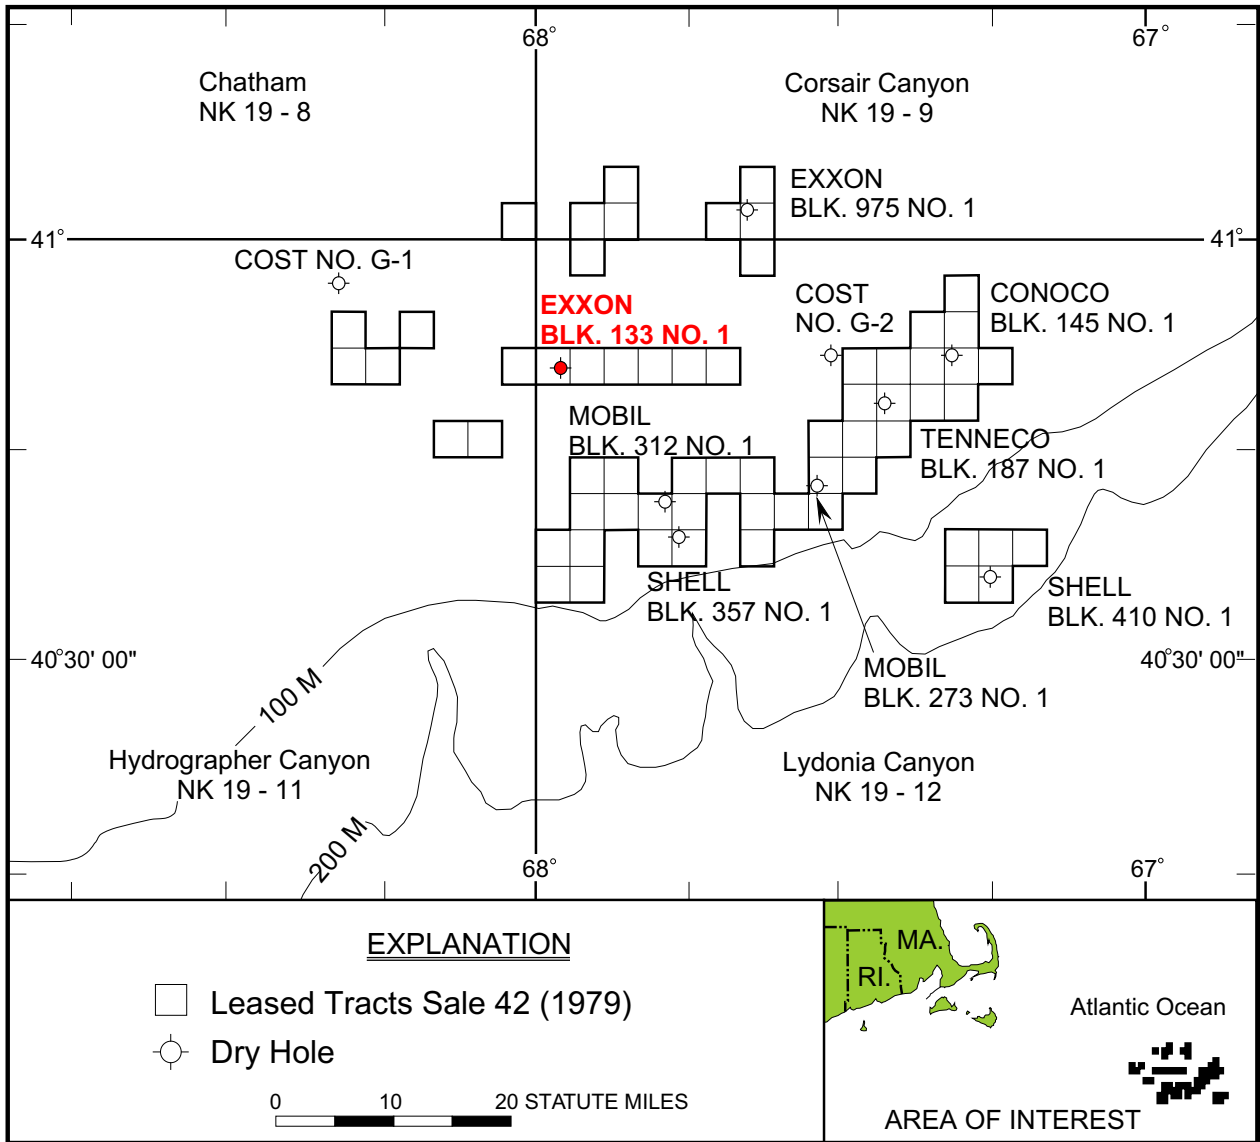 68°
67°
Chatham
NK 19 - 8
Corsair Canyon
NK 19 - 9
EXXON
BLK. 975 NO. 1
41°
41°
COST NO. G-1
EXXON
BLK. 133 NO. 1
COST
NO. G-2
CONOCO
BLK. 145 NO. 1
MOBIL
BLK. 312 NO. 1
TENNECO
BLK. 187 NO. 1
SHELL
BLK. 357 NO. 1
SHELL
BLK. 410 NO. 1
40°30' 00"
40°30' 00"
MOBIL
BLK. 273 NO. 1
100 M
Hydrographer Canyon
NK 19 - 11
Lydonia Canyon
NK 19 - 12
200 M
68°
67°
EXPLANATION
Leased Tracts Sale 42 (1979)
Dry Hole
0 10 20 STATUTE MILES
MA.
RI.
Atlantic Ocean
AREA OF INTEREST